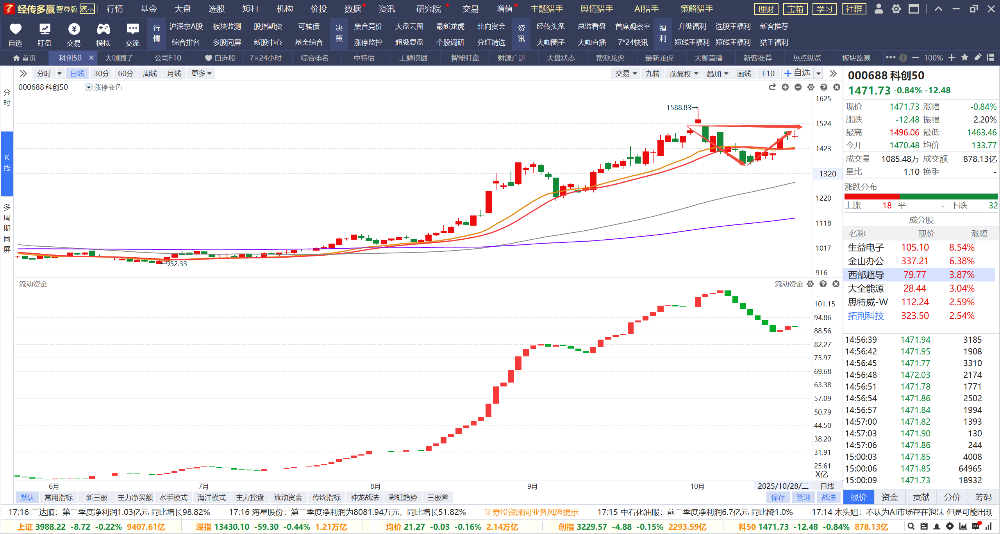 经传多赢 智尊版 演示 行情 基金 大盘 选股 短打 机构 价投 数据 资讯 研究院 交易 增值 主题猎手 舆情猎手 AI猎手 策略猎手 理财 宝箱 学习 社群
自选 盯盘 交易 模拟 交流
行情 沪深京A股 板块监测 股指期货 可转债 决策 集合竞价 大盘云图 最新龙虎 北向资金 资讯 经传头条 总监看盘 首席观察室 福利 升级福利 选股王福利 新客推荐
综合排名 多股同屏 新股中心 基金综合 涨停监控 超级复盘 个股调研 分红精选 大咖圈子 大咖直播 7*24快讯 短线王福利 短线王福利 猎手福利
首页 科创50 大咖圈子 公司F10 自选股 7×24小时 综合排名 中特估 主题挖掘 智能盯盘 财源广进 大盘状态 帮派龙虎 最新龙虎 大咖直播 新客推荐 热点纵览 板块监测 100%
分时 日线 30分 60分 周线 月线 更多 交易 九转 前复权 叠加 画线 F10 自选
分时
K线
多周期同屏
000688 科创50 涨停变色
1588.83
952.33
1625
1524
1423
1320
1220
1118
1017
916
流动资金 流动资金
101.15
94.86
88.56
82.27
75.97
69.68
63.38
57.09
50.79
44.50
38.20
31.91
25.61
X亿
6月 7月 8月 9月 10月 2025/10/28/二 日线
默认 常用指标 新三板 主力净买额 水手模式 海洋模式 主力控盘 流动资金 传统指标 神龙战法 彩虹趋势 三板斧 保存 管理 战法
000688 科创50
1471.73 -0.84% -12.48
现价 1471.73 涨幅 -0.84%
涨跌 -12.48 振幅 2.20%
最高 1496.06 最低 1463.46
今开 1470.48 均价 133.77
成交量 1085.48万 成交额 878.13亿
量比 1.10 换手 -
涨跌分布
上涨 18 平 - 下跌 32
成分股
名称 现价 涨幅
生益电子 105.10 8.54%
金山办公 337.21 6.38%
西部超导 79.77 3.87%
大全能源 28.44 3.04%
思特威-W 112.24 2.59%
拓荆科技 323.50 2.54%
14:56:39 1471.94 3185
14:56:42 1471.95 1908
14:56:45 1471.77 3310
14:56:48 1472.03 2174
14:56:51 1471.78 1771
14:56:54 1471.86 2502
14:56:57 1471.84 1994
14:57:00 1471.82 1393
14:57:03 1471.90 130
14:57:06 1471.86 244
15:00:03 1471.85 4008
15:00:06 1471.85 64965
15:00:09 1471.73 18932
报价 资金 贡献 分价 筹码
17:16 三达膜：第三季度净利润1.03亿元 同比增长98.82% 17:16 海星股份：第三季度净利润为8081.94万元，同比增长51.82% 证券投资顾问业务风险提示 17:15 中石化油服：前三季度净利润6.7亿元 同比降1.0% 17:14 木头姐：不认为AI市场存在泡沫 但是可能出现
上证 3988.22 -8.72 -0.22% 9407.61亿 深指 13430.10 -59.30 -0.44% 1.21万亿 均价 21.27 -0.03 -0.16% 2.14万亿 创指 3229.57 -4.88 -0.15% 2293.59亿 科50 1471.73 -12.48 -0.84% 878.13亿